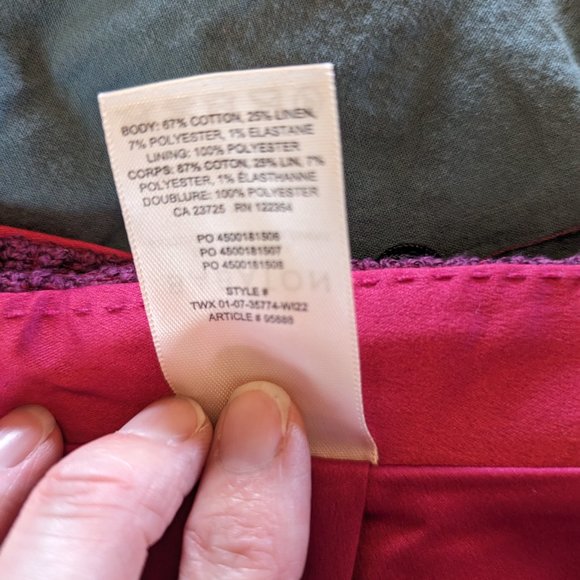 BODY: 67% COTTON, 25% LINEN,
7% POLYESTER, 1% ELASTANE
LINING: 100% POLYESTER
CORPS: 67% COTON, 25% LIN, 7%
POLYESTER, 1% ÉLASTHANNE
DOUBLURE: 100% POLYESTER
CA 23725 RN 122354
PO 4500181506
PO 4500181507
PO 4500181508
STYLE #
TWX 01-07-35774-WI22
ARTICLE # 95888